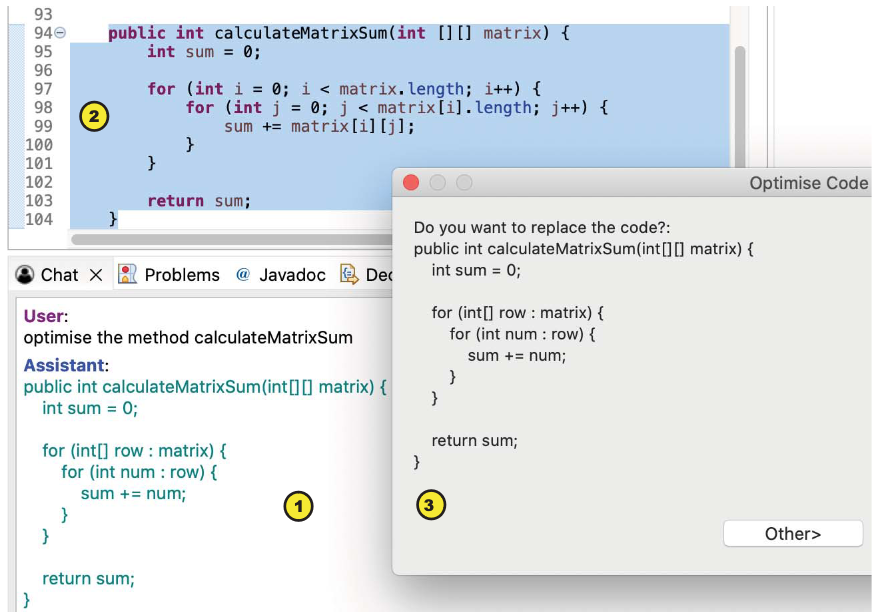 93
94 public int calculateMatrixSum(int [][] matrix) {
95 int sum = 0;
96
97 for (int i = 0; i < matrix.length; i++) {
98 for (int j = 0; j < matrix[i].length; j++) {
99 sum += matrix[i][j];
100 }
101 }
102
103 return sum;
104 }
2
Chat Problems @ Javadoc Dec
User:
optimise the method calculateMatrixSum
Assistant:
public int calculateMatrixSum(int[][] matrix) {
int sum = 0;
for (int[] row : matrix) {
for (int num : row) {
sum += num;
}
}
return sum;
}
1
Optimise Code
Do you want to replace the code?:
public int calculateMatrixSum(int[][] matrix) {
int sum = 0;
for (int[] row : matrix) {
for (int num : row) {
sum += num;
}
}
return sum;
}
3
Other>